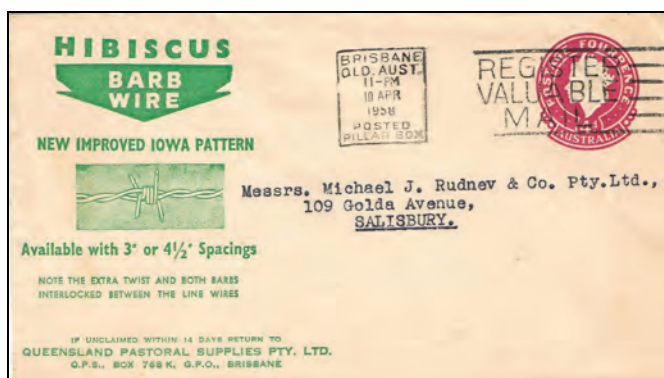 HIBISCUS
BARB
WIRE
NEW IMPROVED IOWA PATTERN
Available with 3" or 4½" Spacings
NOTE THE EXTRA TWIST AND BOTH BARBS
INTERLOCKED BETWEEN THE LINE WIRES
IF UNCLAIMED WITHIN 14 DAYS RETURN TO
QUEENSLAND PASTORAL SUPPLIES PTY. LTD.
Q.P.S., BOX 768K, G.P.O., BRISBANE
BRISBANE
QLD. AUST.
11-PM
10 APR
1958
POSTED
PILLAR BOX
REGISTER
VALUABLE
MAIL
POSTAGE FOURPENCE
AUSTRALIA
Messrs. Michael J. Rudnev & Co. Pty.Ltd.,
109 Golda Avenue,
SALISBURY.